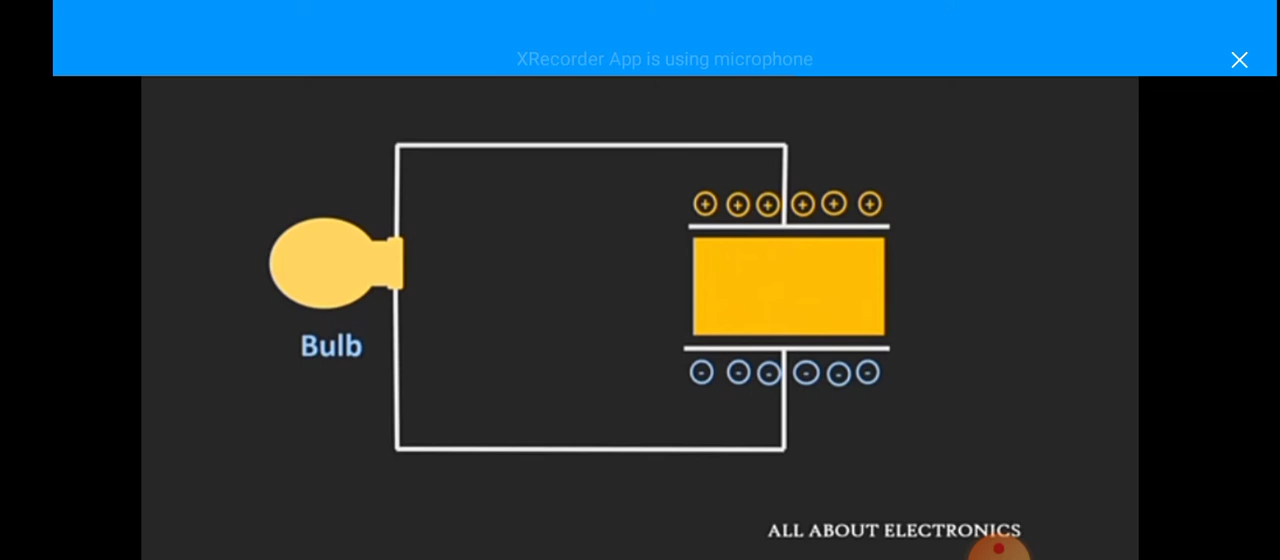 XRecorder App is using microphone
+ + + + + +
- - - - - -
Bulb
ALL ABOUT ELECTRONICS